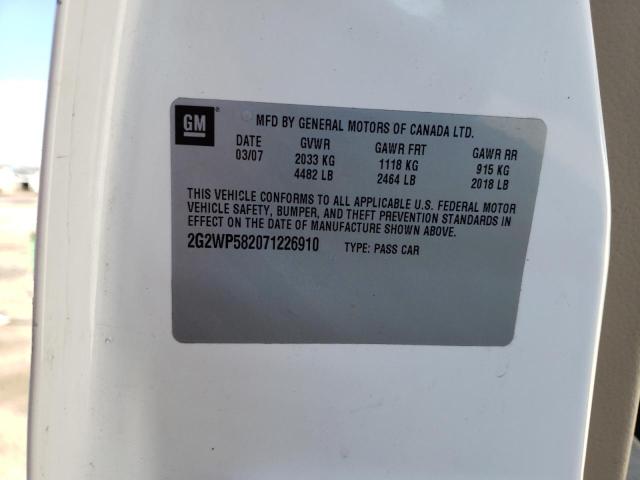 GM
MFD BY GENERAL MOTORS OF CANADA LTD.
DATE GVWR GAWR FRT GAWR RR
03/07 2033 KG 1118 KG 915 KG
4482 LB 2464 LB 2018 LB
THIS VEHICLE CONFORMS TO ALL APPLICABLE U.S. FEDERAL MOTOR
VEHICLE SAFETY, BUMPER, AND THEFT PREVENTION STANDARDS IN
EFFECT ON THE DATE OF MANUFACTURE SHOWN ABOVE.
2G2WP582071226910 TYPE: PASS CAR